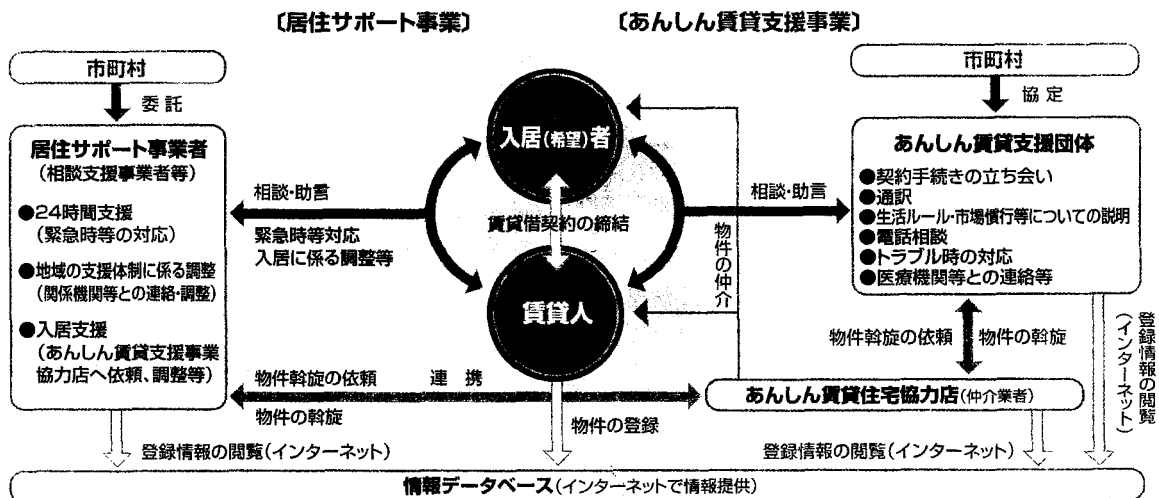 〔居住サポート事業〕
〔あんしん賃貸支援事業〕
市町村
委託
居住サポート事業者
(相談支援事業者等)
●24時間支援
(緊急時等の対応)
●地域の支援体制に係る調整
(関係機関等との連絡・調整)
●入居支援
(あんしん賃貸支援事業
協力店へ依頼、調整等)
相談・助言
緊急時等対応
入居に係る調整等
入居(希望)者
賃貸借契約の締結
賃貸人
物件の仲介
相談・助言
市町村
協定
あんしん賃貸支援団体
●契約手続きの立ち会い
●通訳
●生活ルール・市場慣行等についての説明
●電話相談
●トラブル時の対応
●医療機関等との連絡等
物件斡旋の依頼
物件の斡旋
登録情報の閲覧
(インターネット)
物件斡旋の依頼
連携
物件の斡旋
物件の登録
あんしん賃貸住宅協力店(仲介業者)
登録情報の閲覧(インターネット)
登録情報の閲覧(インターネット)
情報データベース(インターネットで情報提供)